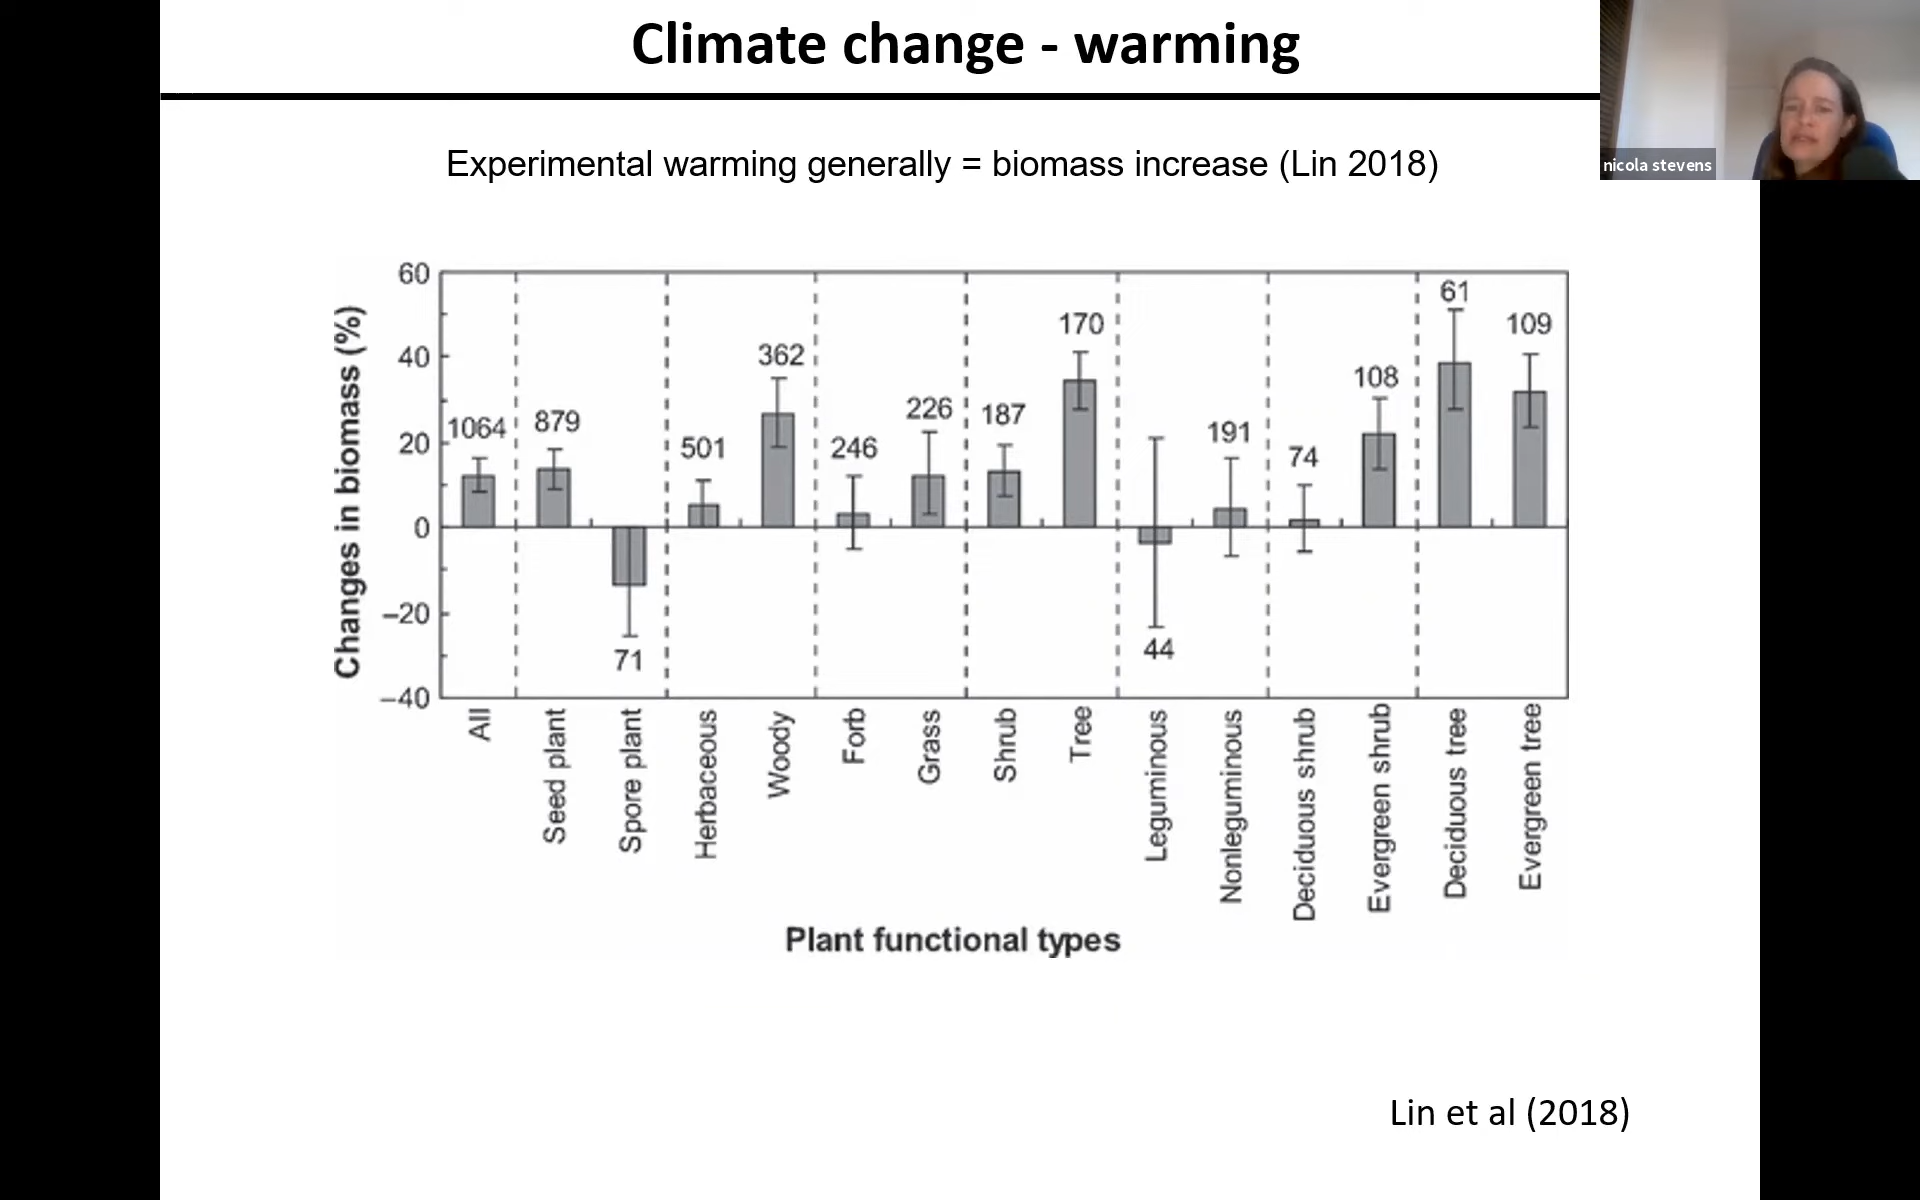 Climate change - warming
nicola stevens
Experimental warming generally = biomass increase (Lin 2018)
Changes in biomass (%)
60
40
20
0
–20
–40
1064
879
71
501
362
246
226
187
170
44
191
74
108
61
109
All
Seed plant
Spore plant
Herbaceous
Woody
Forb
Grass
Shrub
Tree
Leguminous
Nonleguminous
Deciduous shrub
Evergreen shrub
Deciduous tree
Evergreen tree
Plant functional types
Lin et al (2018)